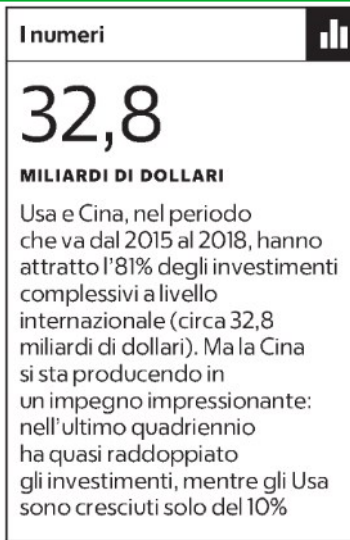 I numeri
32,8
MILIARDI DI DOLLARI
Usa e Cina, nel periodo
che va dal 2015 al 2018, hanno
attratto l'81% degli investimenti
complessivi a livello
internazionale (circa 32,8
miliardi di dollari). Ma la Cina
si sta producendo in
un impegno impressionante:
nell'ultimo quadriennio
ha quasi raddoppiato
gli investimenti, mentre gli Usa
sono cresciuti solo del 10%